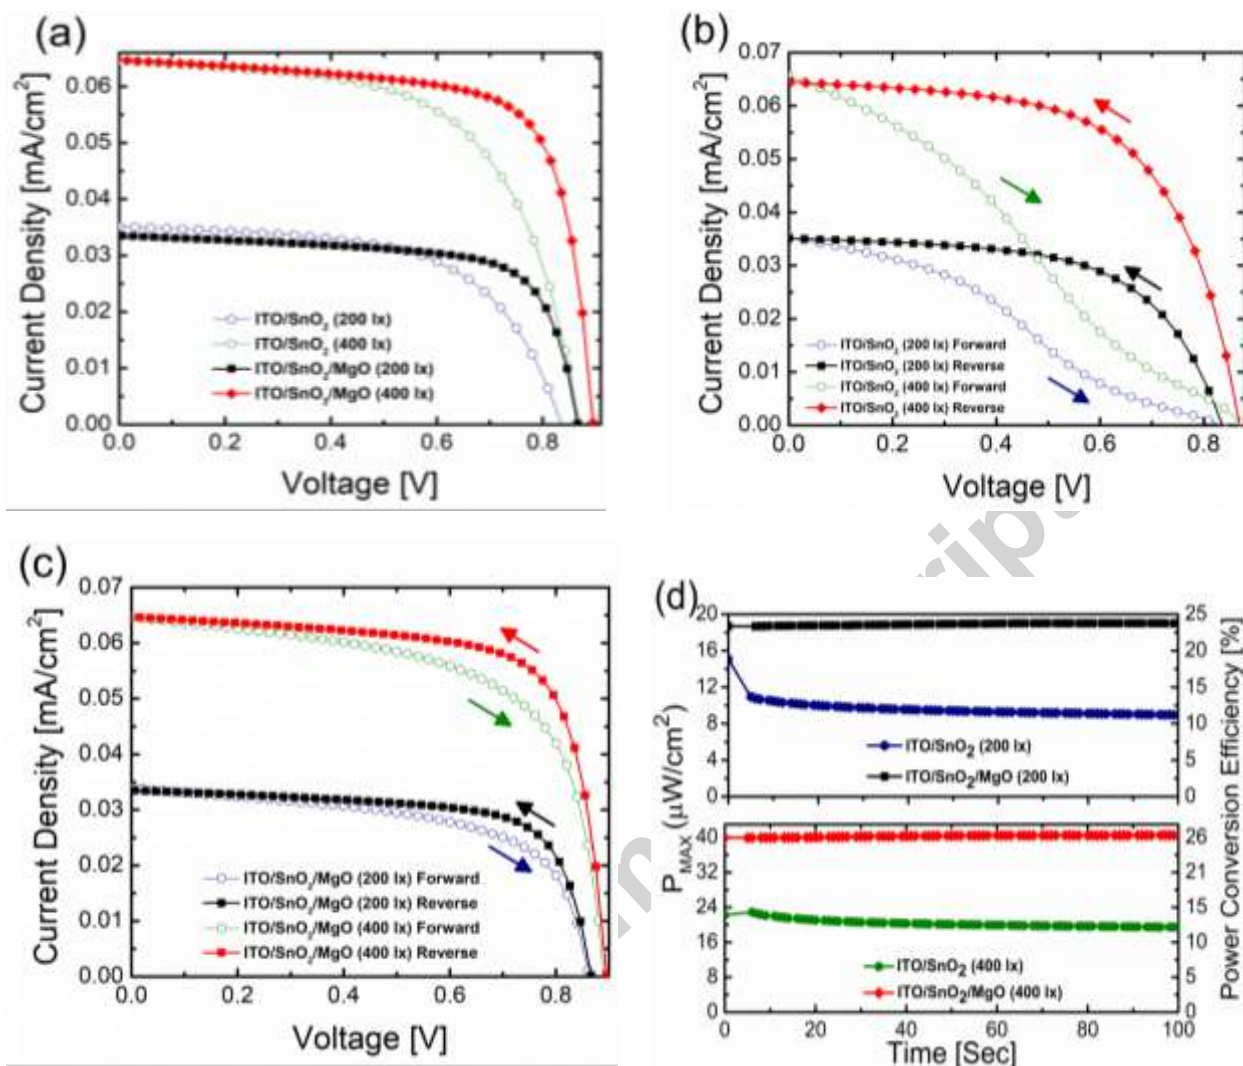 (a)
Current Density [mA/cm²]
0.06
0.05
0.04
0.03
0.02
0.01
0.00
ITO/SnO₂ (200 lx)
ITO/SnO₂ (400 lx)
ITO/SnO₂/MgO (200 lx)
ITO/SnO₂/MgO (400 lx)
0.0 0.2 0.4 0.6 0.8
Voltage [V]
(b)
Current Density [mA/cm²]
0.07
0.06
0.05
0.04
0.03
0.02
0.01
0.00
ITO/SnO₂ (200 lx) Forward
ITO/SnO₂ (200 lx) Reverse
ITO/SnO₂ (400 lx) Forward
ITO/SnO₂ (400 lx) Reverse
0.0 0.2 0.4 0.6 0.8
Voltage [V]
(c)
Current Density [mA/cm²]
0.07
0.06
0.05
0.04
0.03
0.02
0.01
0.00
ITO/SnO₂/MgO (200 lx) Forward
ITO/SnO₂/MgO (200 lx) Reverse
ITO/SnO₂/MgO (400 lx) Forward
ITO/SnO₂/MgO (400 lx) Reverse
0.0 0.2 0.4 0.6 0.8
Voltage [V]
(d)
P_MAX (μW/cm²)
20
16
12
8
4
0
ITO/SnO₂ (200 lx)
ITO/SnO₂/MgO (200 lx)
25
20
15
10
5
0
40
32
24
16
8
0
ITO/SnO₂ (400 lx)
ITO/SnO₂/MgO (400 lx)
26
20
13
6
0
Power Conversion Efficiency [%]
0 20 40 60 80 100
Time [Sec]